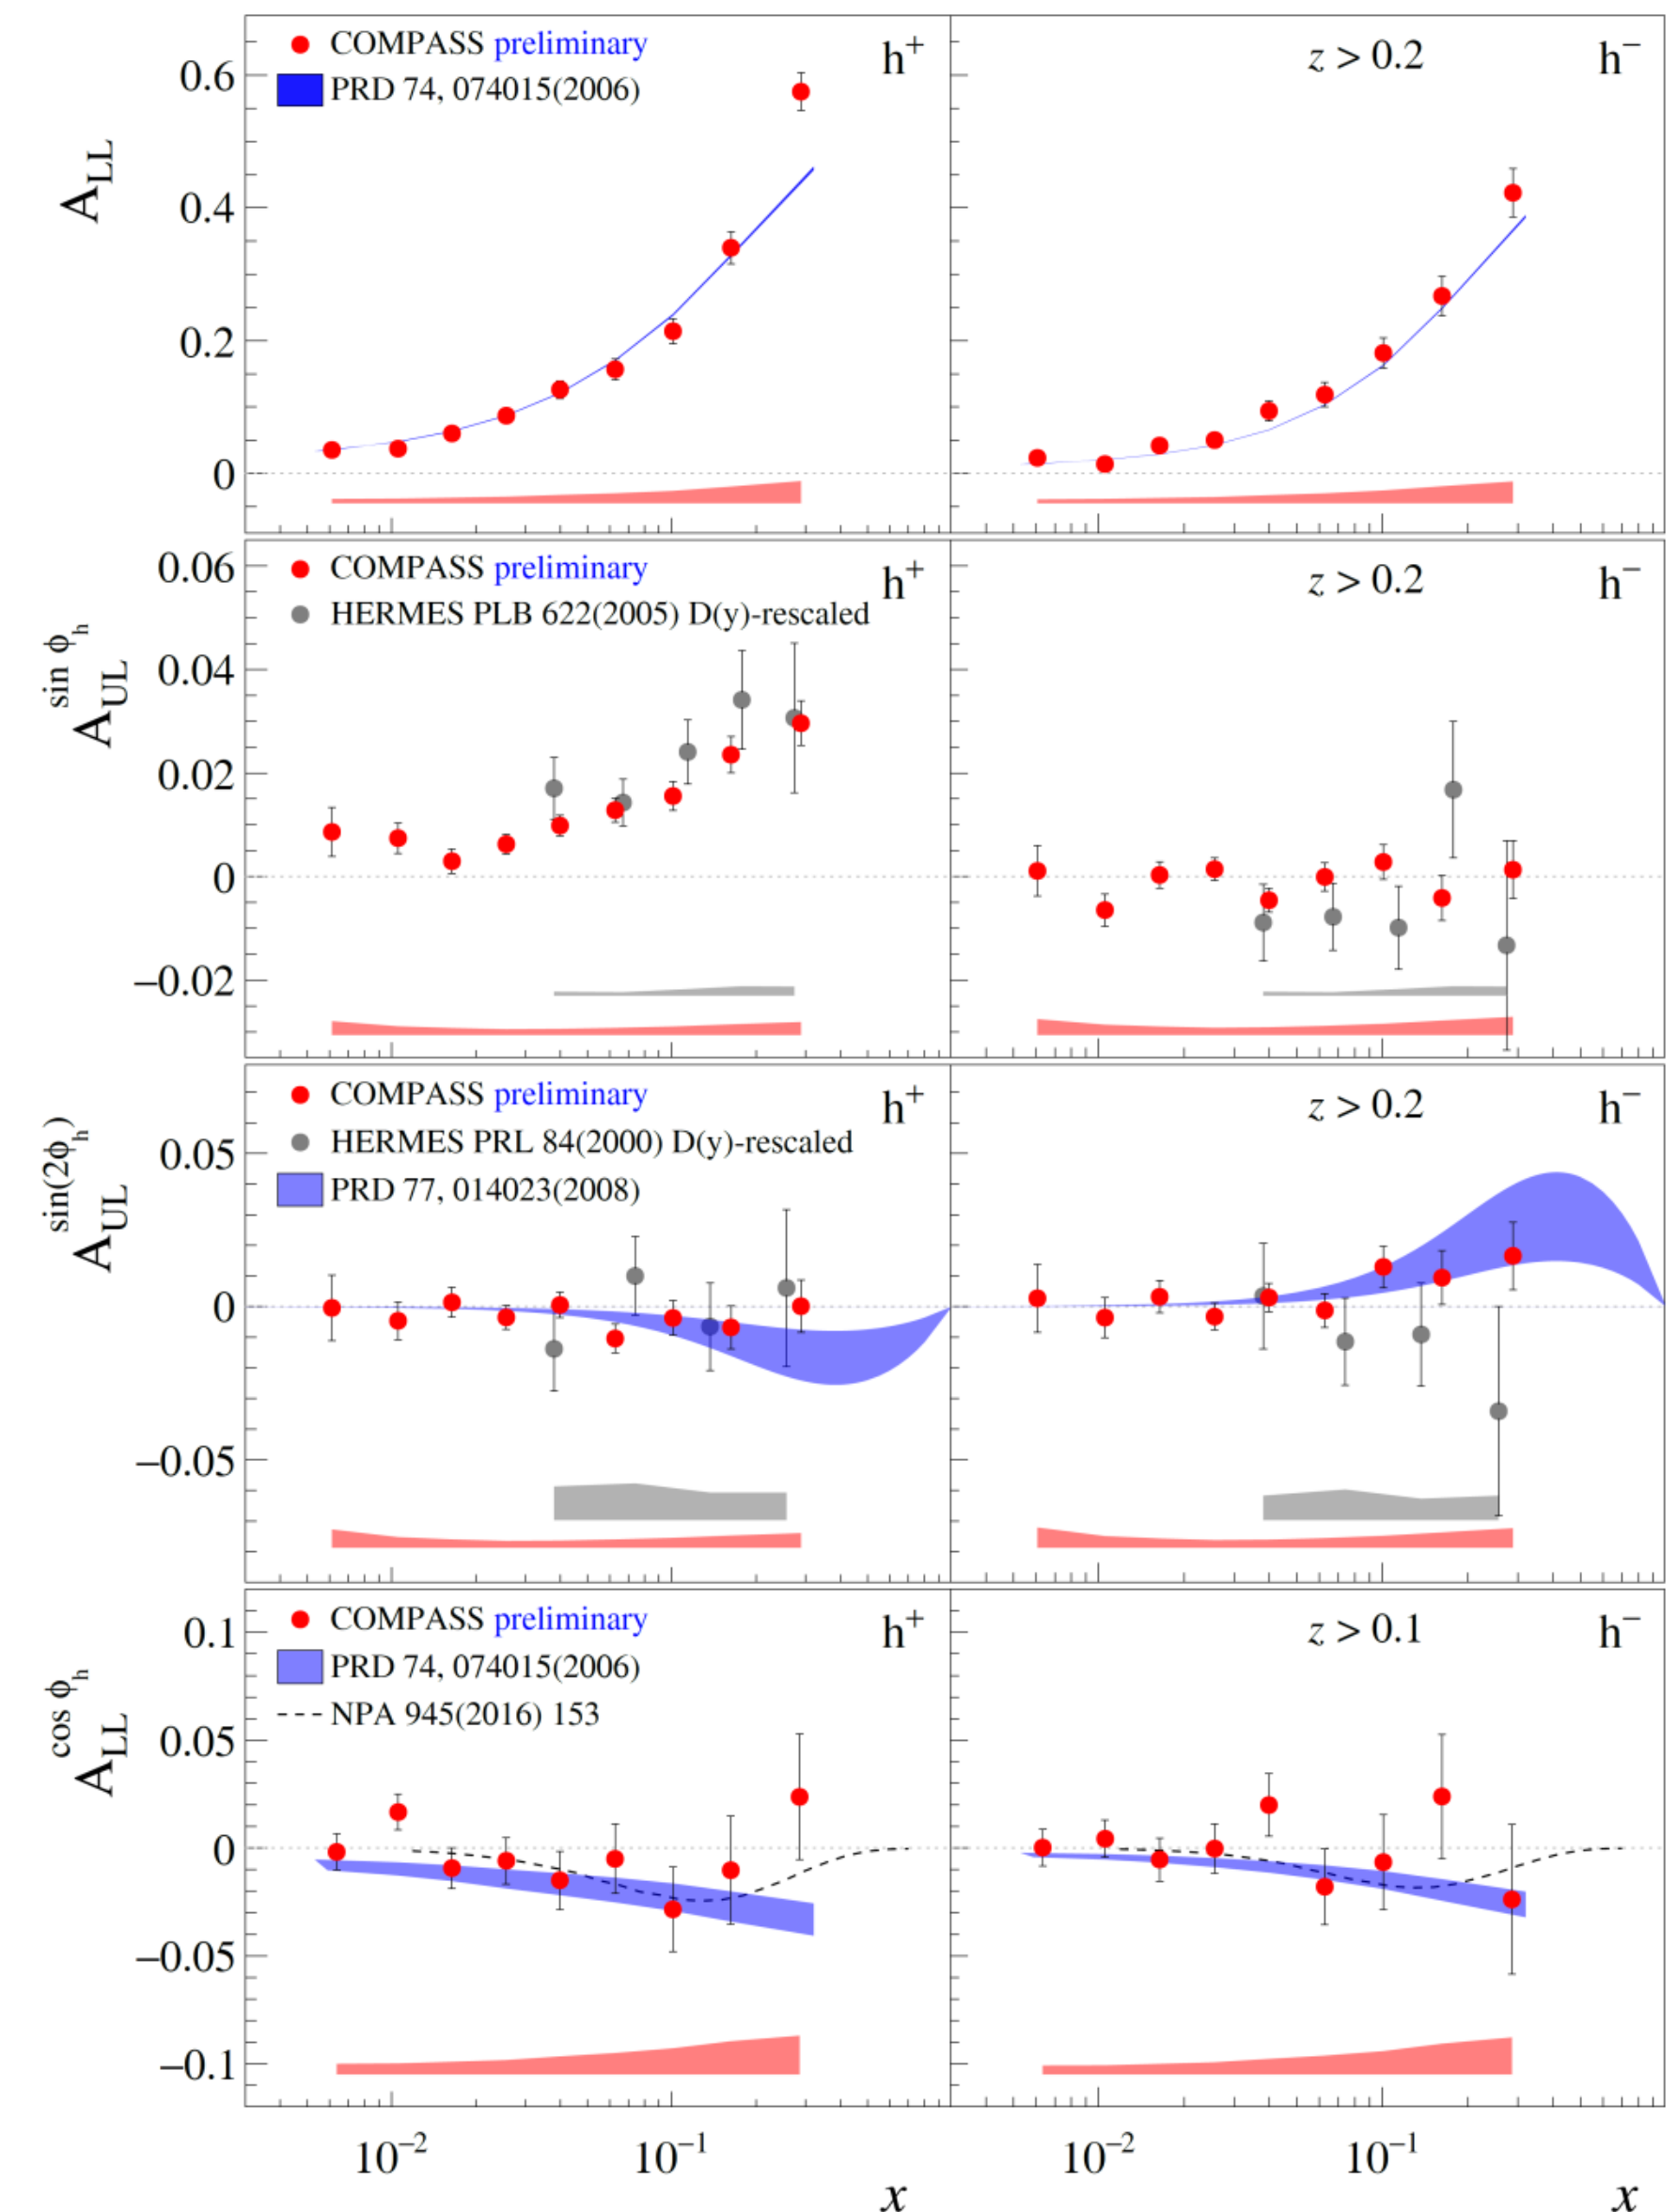 COMPASS preliminary
PRD 74, 074015(2006)
h⁺
z > 0.2
h⁻
A_LL
0.6
0.4
0.2
0
COMPASS preliminary
HERMES PLB 622(2005) D(y)-rescaled
h⁺
z > 0.2
h⁻
A_UL^sin ϕ_h
0.06
0.04
0.02
0
−0.02
COMPASS preliminary
HERMES PRL 84(2000) D(y)-rescaled
PRD 77, 014023(2008)
h⁺
z > 0.2
h⁻
A_UL^sin(2ϕ_h)
0.05
0
−0.05
COMPASS preliminary
PRD 74, 074015(2006)
NPA 945(2016) 153
h⁺
z > 0.1
h⁻
A_LL^cos ϕ_h
0.1
0.05
0
−0.05
−0.1
10⁻² 10⁻¹ 10⁻² 10⁻¹
x x